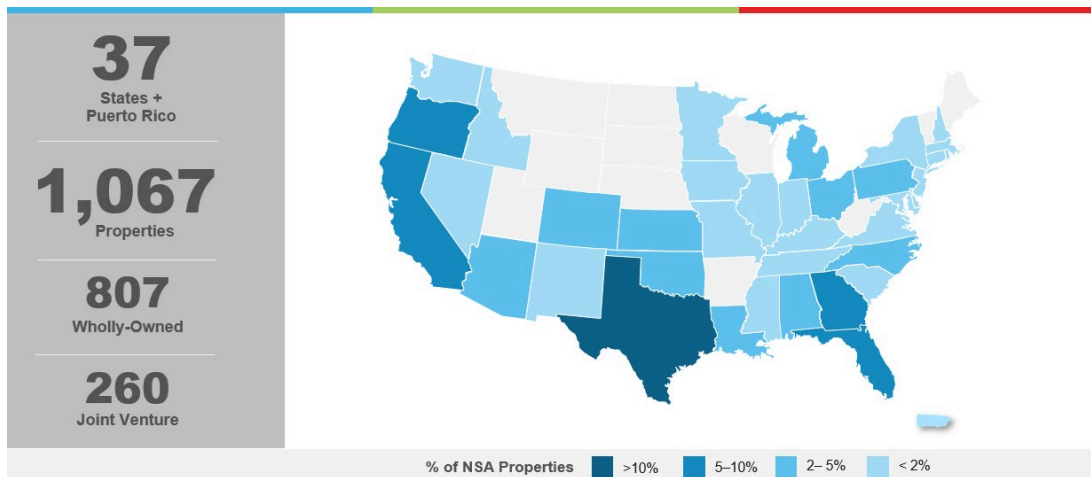 37
States +
Puerto Rico
1,067
Properties
807
Wholly-Owned
260
Joint Venture
% of NSA Properties >10% 5–10% 2– 5% < 2%